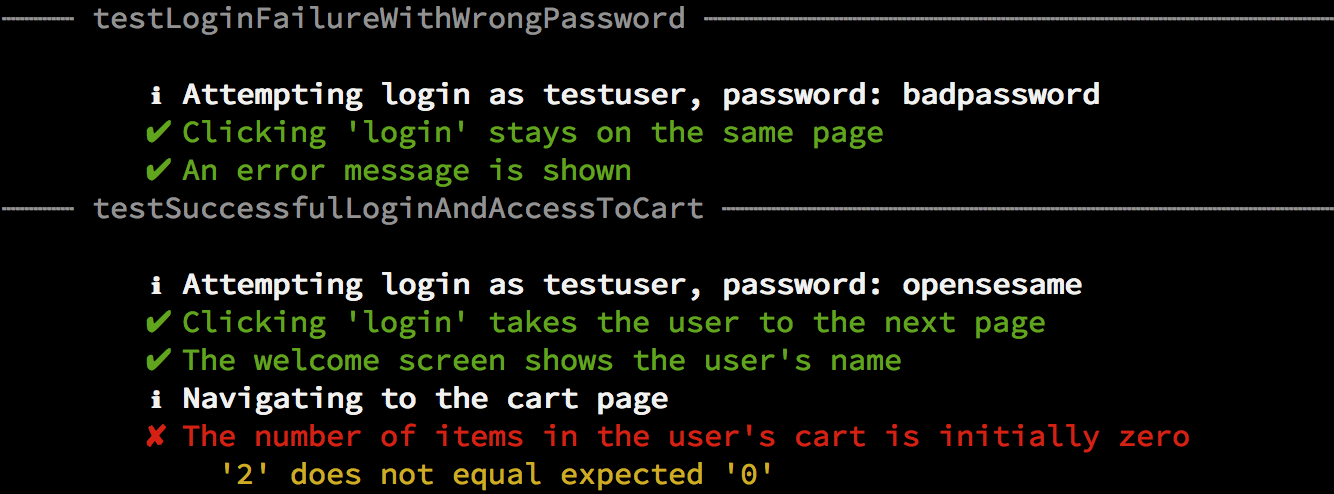 testLoginFailureWithWrongPassword
ℹ Attempting login as testuser, password: badpassword
✔ Clicking 'login' stays on the same page
✔ An error message is shown
testSuccessfulLoginAndAccessToCart
ℹ Attempting login as testuser, password: opensesame
✔ Clicking 'login' takes the user to the next page
✔ The welcome screen shows the user's name
ℹ Navigating to the cart page
✘ The number of items in the user's cart is initially zero
'2' does not equal expected '0'